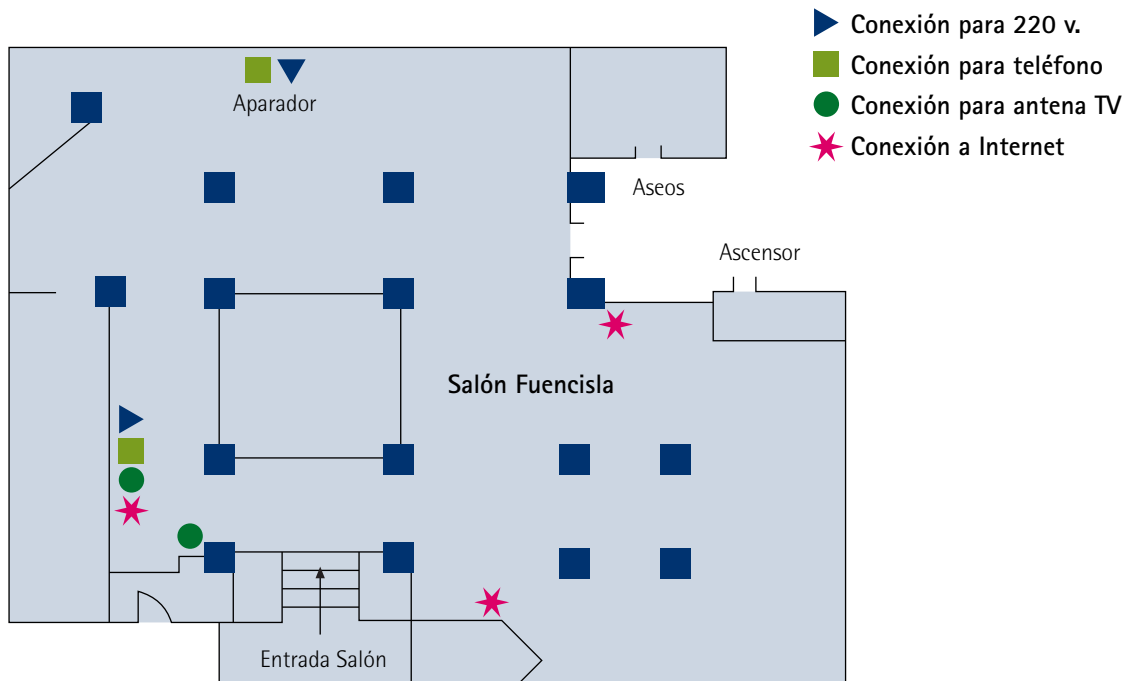 Conexión para 220 v.
Conexión para teléfono
Conexión para antena TV
Conexión a Internet
Aparador
Aseos
Ascensor
Salón Fuencisla
Entrada Salón